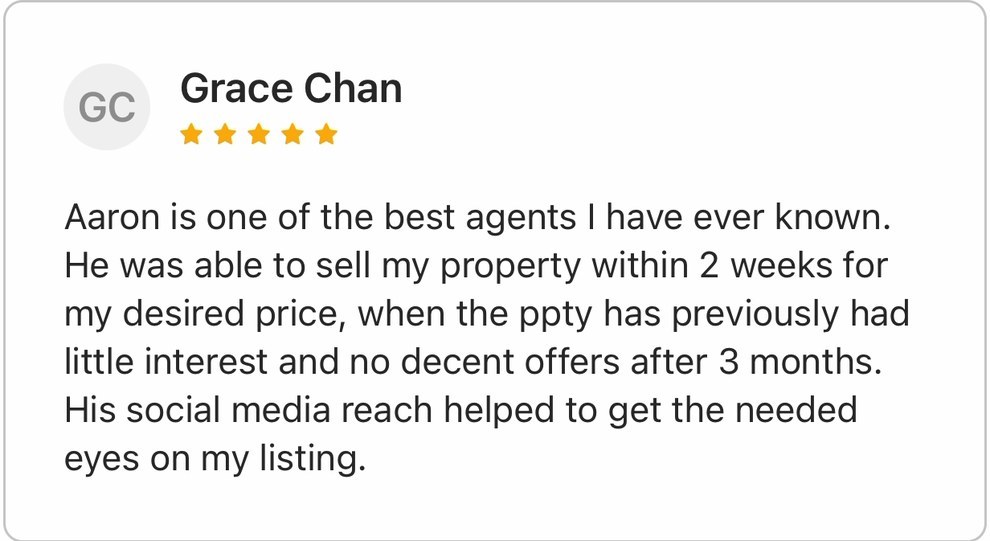 GC
Grace Chan
Aaron is one of the best agents I have ever known.
He was able to sell my property within 2 weeks for
my desired price, when the ppty has previously had
little interest and no decent offers after 3 months.
His social media reach helped to get the needed
eyes on my listing.